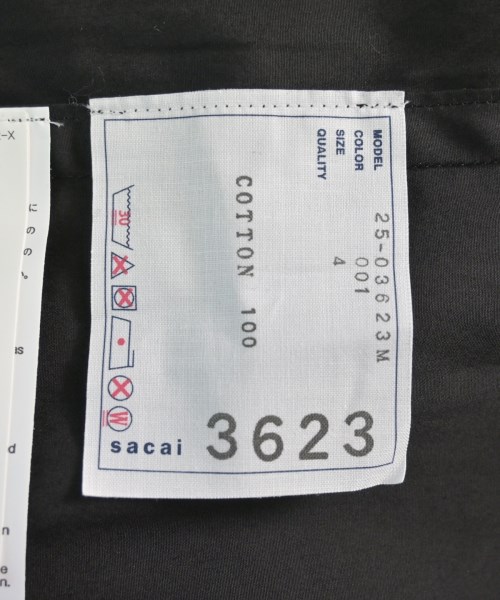 MODEL 25-03623M
COLOR 001
SIZE 4
QUALITY
COTTON 100
30
W
sacai
3623
-X
d
n
e
n.